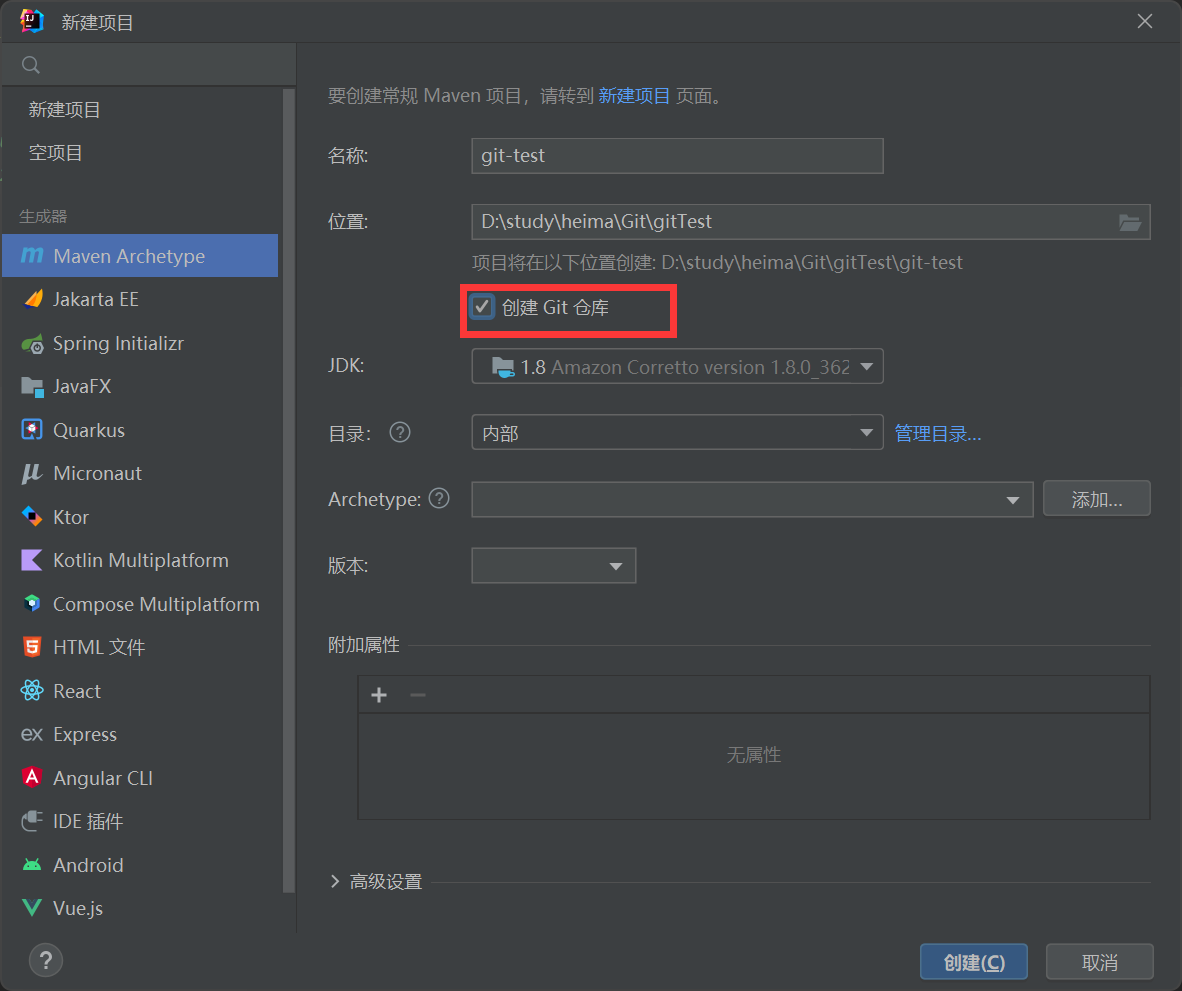 新建项目
新建项目
空项目
生成器
Maven Archetype
Jakarta EE
Spring Initializr
JavaFX
Quarkus
Micronaut
Ktor
Kotlin Multiplatform
Compose Multiplatform
HTML 文件
React
Express
Angular CLI
IDE 插件
Android
Vue.js
要创建常规 Maven 项目，请转到 新建项目 页面。
名称: git-test
位置: D:\study\heima\Git\gitTest
项目将在以下位置创建: D:\study\heima\Git\gitTest\git-test
创建 Git 仓库
JDK: 1.8 Amazon Corretto version 1.8.0_362
目录: 内部 管理目录...
Archetype: 添加...
版本:
附加属性
无属性
高级设置
创建(C) 取消